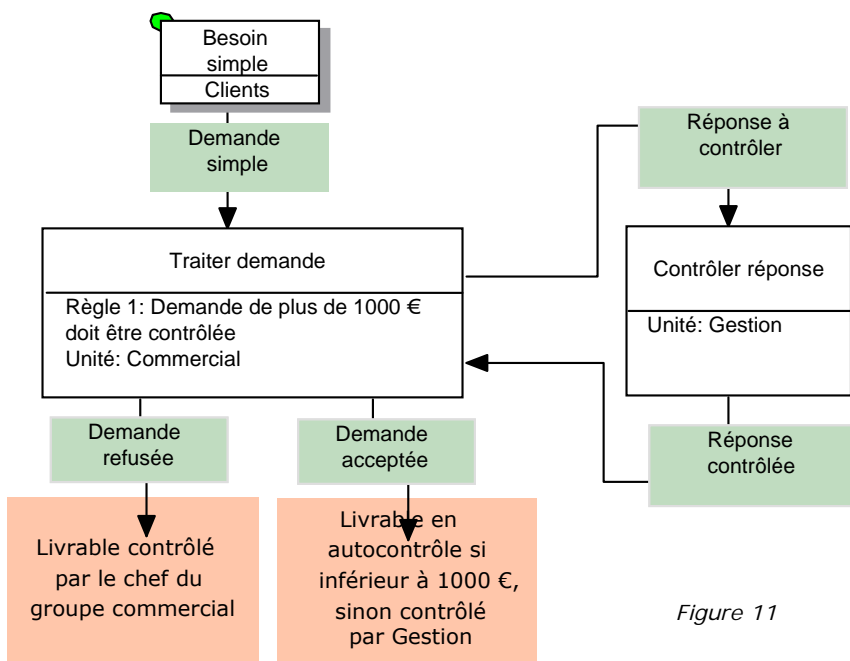 Besoin
simple
Clients
Demande
simple
Réponse à
contrôler
Traiter demande
Règle 1: Demande de plus de 1000 €
doit être contrôlée
Unité: Commercial
Contrôler réponse
Unité: Gestion
Demande
refusée
Demande
acceptée
Réponse
contrôlée
Livrable contrôlé
par le chef du
groupe commercial
Livrable en
autocontrôle si
inférieur à 1000 €,
sinon contrôlé
par Gestion
Figure 11